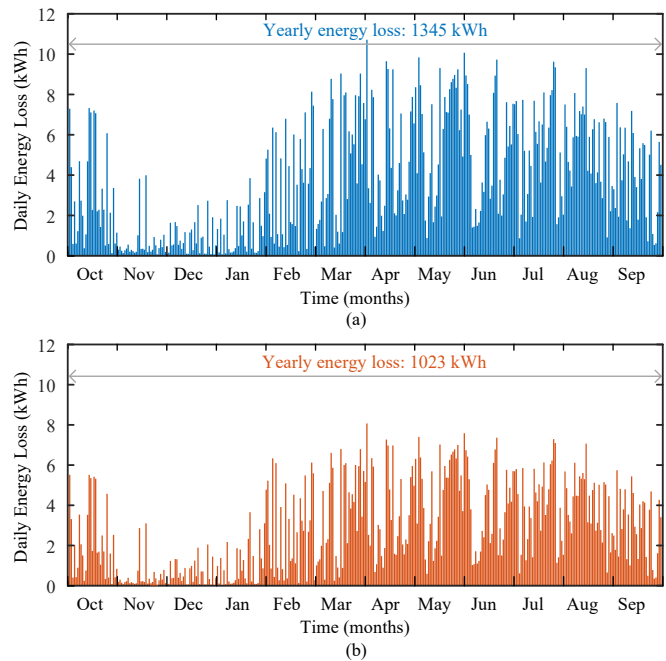 12
Yearly energy loss: 1345 kWh
10
8
6
4
2
0
Daily Energy Loss (kWh)
Oct Nov Dec Jan Feb Mar Apr May Jun Jul Aug Sep
Time (months)
(a)
12
Yearly energy loss: 1023 kWh
10
8
6
4
2
0
Daily Energy Loss (kWh)
Oct Nov Dec Jan Feb Mar Apr May Jun Jul Aug Sep
Time (months)
(b)